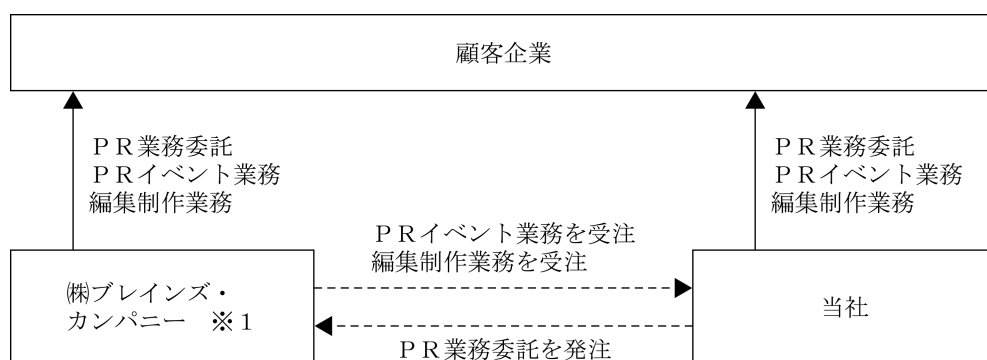 顧客企業
ＰＲ業務委託
ＰＲイベント業務
編集制作業務
ＰＲ業務委託
ＰＲイベント業務
編集制作業務
ＰＲイベント業務を受注
編集制作業務を受注
㈱ブレインズ・
カンパニー　※１
当社
ＰＲ業務委託を発注